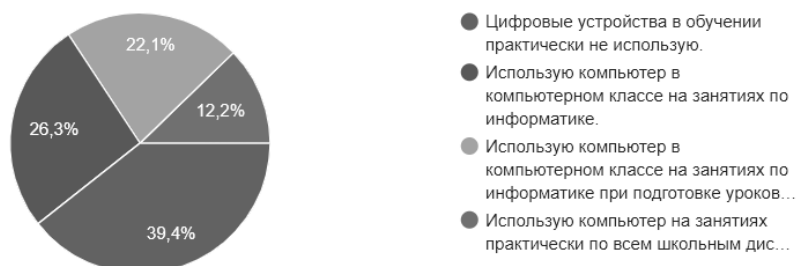 22,1%
12,2%
26,3%
39,4%
Цифровые устройства в обучении
практически не использую.
Использую компьютер в
компьютерном классе на занятиях по
информатике.
Использую компьютер в
компьютерном классе на занятиях по
информатике при подготовке уроков...
Использую компьютер на занятиях
практически по всем школьным дис...